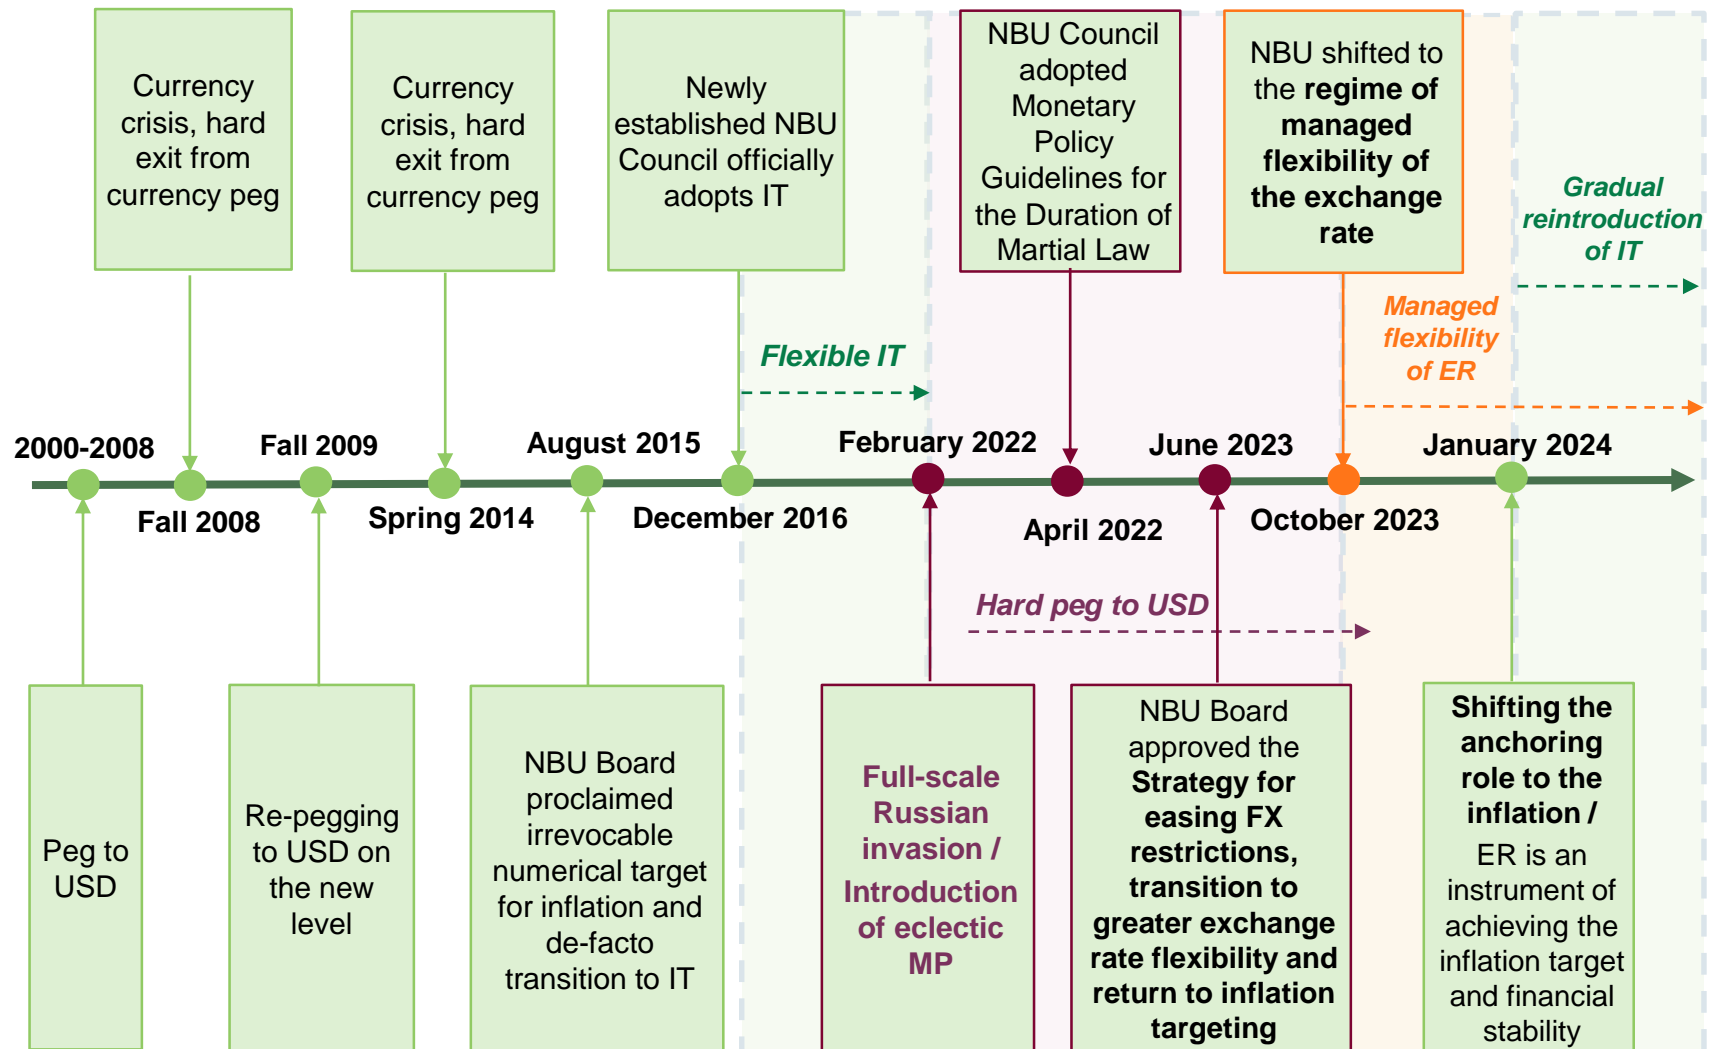 Currency
crisis, hard
exit from
currency peg
Currency
crisis, hard
exit from
currency peg
Newly
established NBU
Council officially
adopts IT
NBU Council
adopted
Monetary
Policy
Guidelines for
the Duration of
Martial Law
NBU shifted to
the regime of
managed
flexibility of
the exchange
rate
Gradual
reintroduction
of IT
Managed
flexibility
of ER
Flexible IT
2000-2008
Fall 2009
August 2015
February 2022
June 2023
January 2024
Fall 2008
Spring 2014
December 2016
April 2022
October 2023
Hard peg to USD
Peg to
USD
Re-pegging
to USD on
the new
level
NBU Board
proclaimed
irrevocable
numerical target
for inflation and
de-facto
transition to IT
Full-scale
Russian
invasion /
Introduction
of eclectic
MP
NBU Board
approved the
Strategy for
easing FX
restrictions,
transition to
greater exchange
rate flexibility and
return to inflation
targeting
Shifting the
anchoring
role to the
inflation /
ER is an
instrument of
achieving the
inflation target
and financial
stability